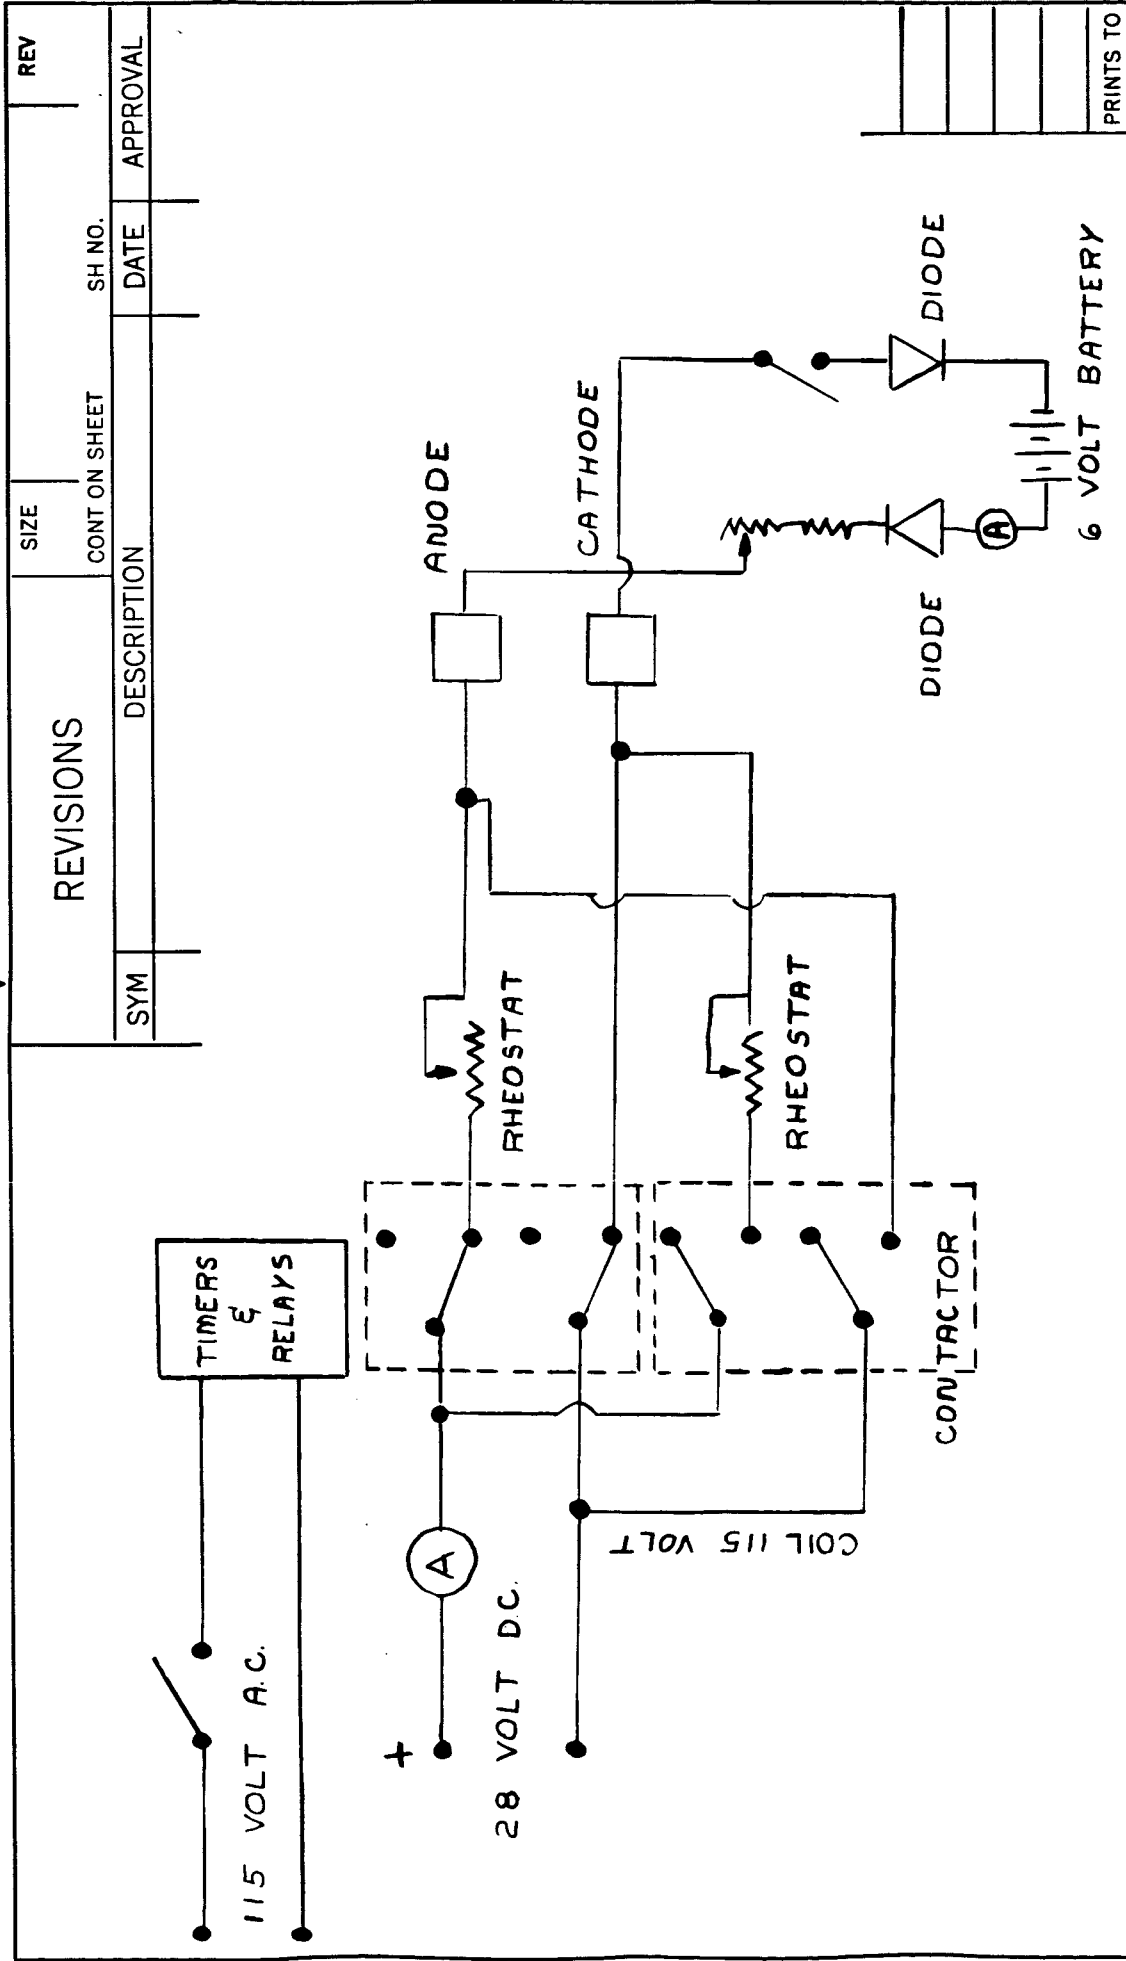 REVISIONS
SIZE
REV
CONT ON SHEET
SH NO.
SYM
DESCRIPTION
DATE
APPROVAL
TIMERS
&
RELAYS
115 VOLT A.C.
+
A
28 VOLT D.C.
COIL 115 VOLT
CONTACTOR
RHEOSTAT
RHEOSTAT
ANODE
CATHODE
DIODE
DIODE
A
6 VOLT BATTERY
PRINTS TO